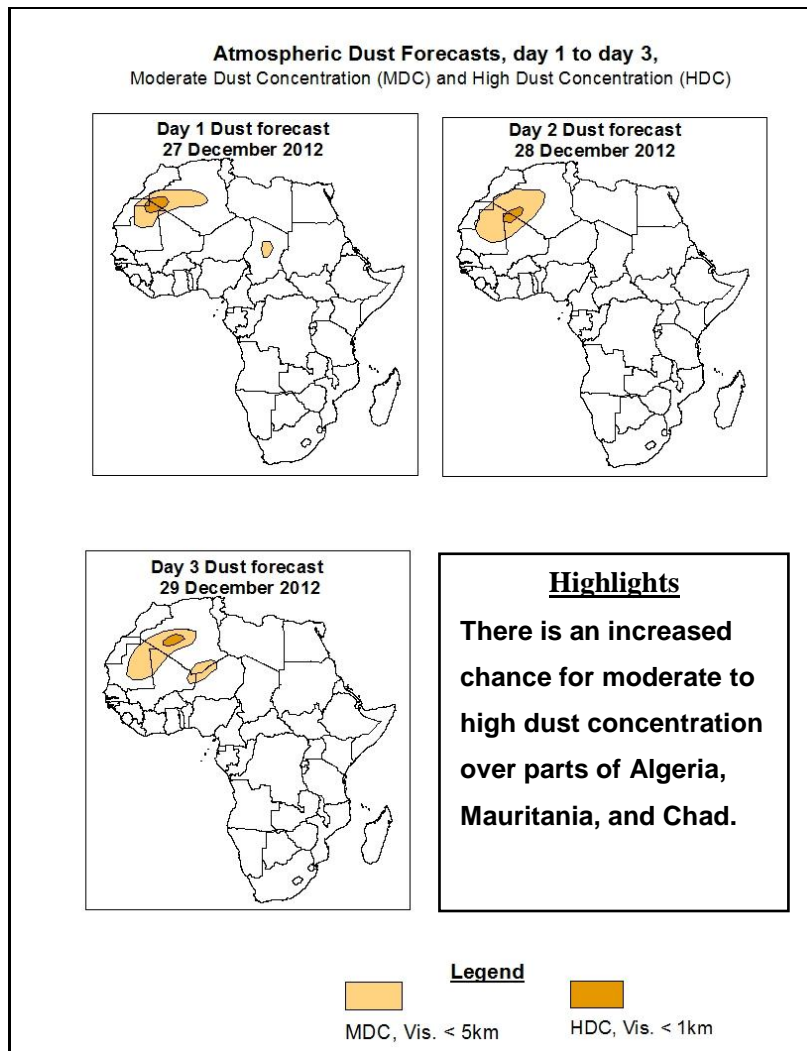 Atmospheric Dust Forecasts, day 1 to day 3,
Moderate Dust Concentration (MDC) and High Dust Concentration (HDC)
Day 1 Dust forecast
27 December 2012
Day 2 Dust forecast
28 December 2012
Day 3 Dust forecast
29 December 2012
Highlights
There is an increased
chance for moderate to
high dust concentration
over parts of Algeria,
Mauritania, and Chad.
Legend
MDC, Vis. < 5km
HDC, Vis. < 1km